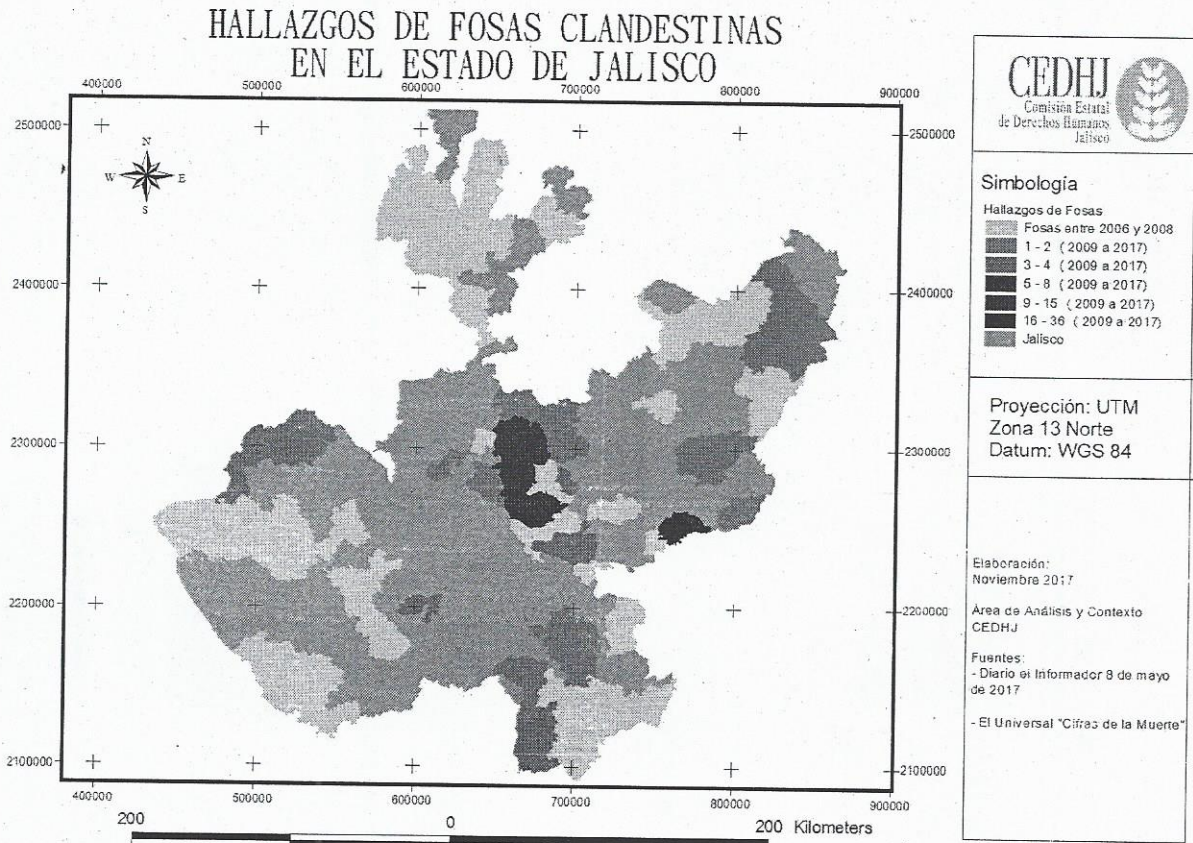 HALLAZGOS DE FOSAS CLANDESTINAS
EN EL ESTADO DE JALISCO
400000 500000 600000 700000 800000 900000
2500000 2500000
2400000 2400000
2300000 2300000
2200000 2200000
2100000 2100000
N
W E
S
400000 500000 600000 700000 800000 900000
200 0 200 Kilometers
CEDHJ
Comisión Estatal
de Derechos Humanos
Jalisco
Simbología
Hallazgos de Fosas
Fosas entre 2006 y 2008
1 - 2 ( 2009 a 2017)
3 - 4 ( 2009 a 2017)
5 - 8 ( 2009 a 2017)
9 - 15 ( 2009 a 2017)
16 - 36 ( 2009 a 2017)
Jalisco
Proyección: UTM
Zona 13 Norte
Datum: WGS 84
Elaboración:
Noviembre 2017
Área de Análisis y Contexto
CEDHJ
Fuentes:
- Diario el Informador 8 de mayo
de 2017
- El Universal "Cifras de la Muerte"